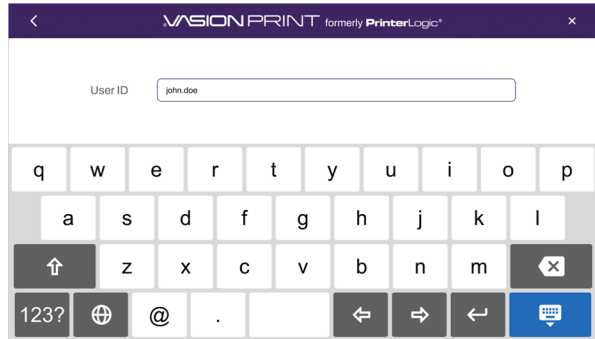 VASION PRINT formerly PrinterLogic®
User ID john.doe
q w e r t y u i o p
a s d f g h j k l
z x c v b n m
123? @ .